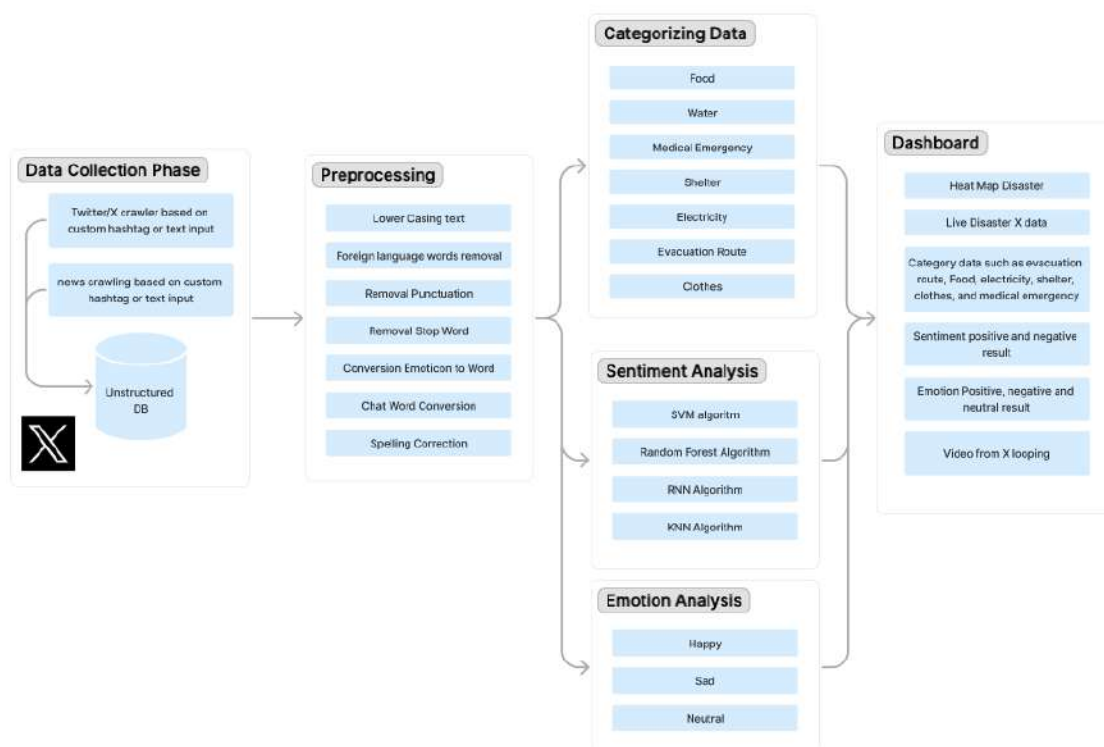 Data Collection Phase
Twitter/X crawler based on
custom hashtag or text input
news crawling based on custom
hashtag or text input
Unstructured
DB
X
Preprocessing
Lower Casing text
Foreign language words removal
Removal Punctuation
Removal Stop Word
Conversion Emoticon to Word
Chat Word Conversion
Spelling Correction
Categorizing Data
Food
Water
Medical Emergency
Shelter
Electricity
Evacuation Route
Clothes
Sentiment Analysis
SVM algoritm
Random Forest Algorithm
RNN Algorithm
KNN Algorithm
Emotion Analysis
Happy
Sad
Neutral
Dashboard
Heat Map Disaster
Live Disaster X data
Category data such as evacuation
route, Food, electricity, shelter,
clothes, and medical emergency
Sentiment positive and negative
result
Emotion Positive, negative and
neutral result
Video from X looping